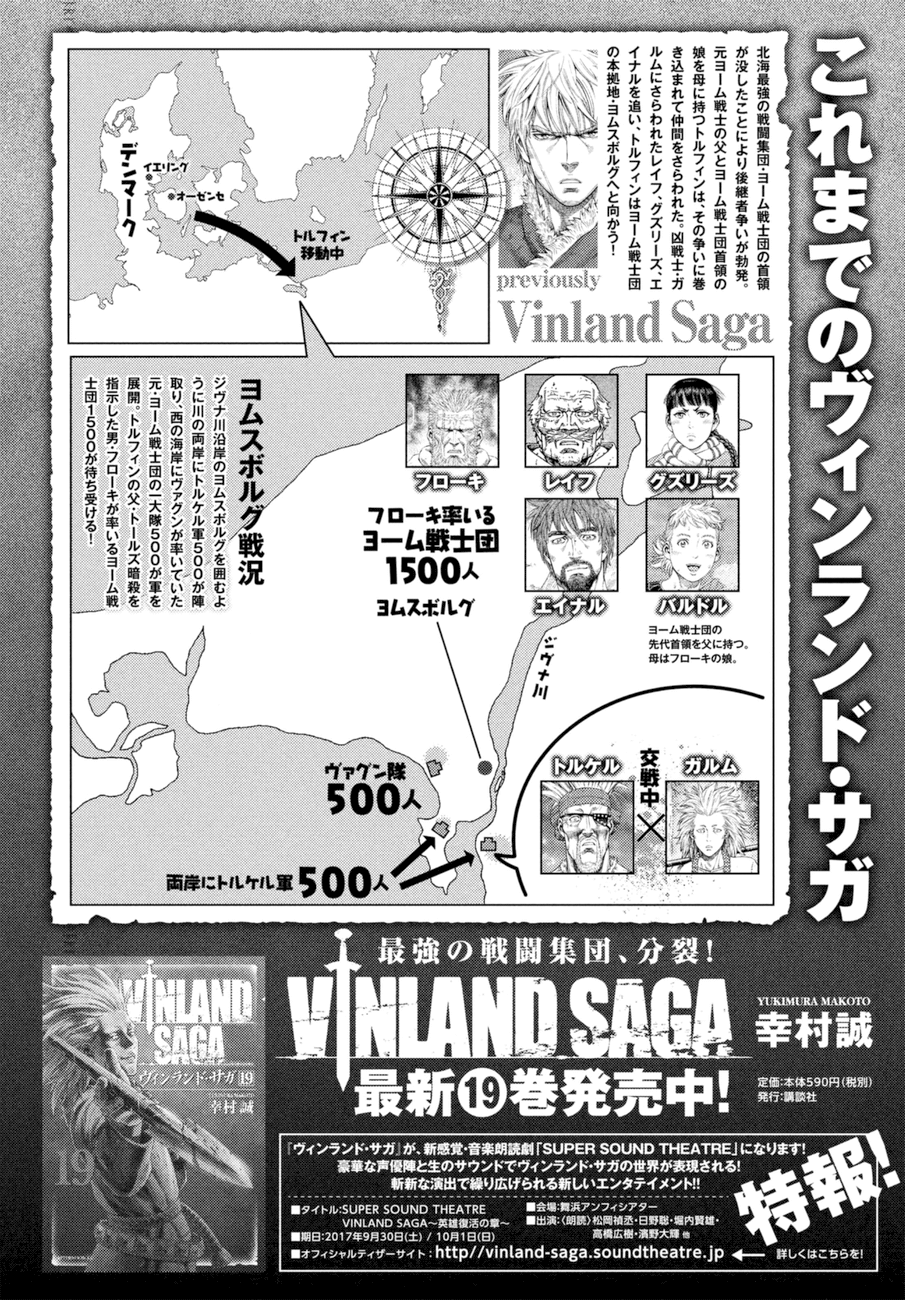 これまでのヴィンランド・サガ
北海最強の戦闘集団・ヨーム戦士団の首領
が没したことにより後継者争いが勃発。
元ヨーム戦士の父とヨーム戦士団首領の
娘を母に持つトルフィンは、その争いに巻
き込まれて仲間をさらわれた。凶戦士・ガ
ルムにさらわれたレイフ、グズリーズ、エ
イナルを追い、トルフィンはヨーム戦士団
の本拠地・ヨムスボルグへと向かう!
previously
Vinland Saga
デンマーク
イエリング
※オーゼンセ
トルフィン
移動中
グズリーズ
レイフ
フローキ
バルドル
ヨーム戦士団の
先代首領を父に持つ。
母はフローキの娘。
エイナル
フローキ率いる
ヨーム戦士団
1500人
ヨムスボルグ
ジヴナ川
ヨムスボルグ戦況
ジヴナ川沿岸のヨムスボルグを囲むよ
うに川の両岸にトルケル軍500が陣
取り、西の海岸にヴァグンが率いていた
元・ヨーム戦士団の一大隊500が軍を
展開。トルフィンの父・トールズ暗殺を
指示した男・フローキが率いるヨーム戦
士団1500が待ち受ける!
ヴァグン隊
500人
両岸にトルケル軍500人
トルケル
交戦中
×
ガルム
最強の戦闘集団、分裂!
VINLAND SAGA
YUKIMURA MAKOTO
幸村誠
最新⑲巻発売中!
定価:本体590円(税別)
発行:講談社
VINLAND
SAGA
ヴィンランド・サガ 19
幸村 誠
19
特報!
『ヴィンランド・サガ』が、新感覚・音楽朗読劇「SUPER SOUND THEATRE」になります!
豪華な声優陣と生のサウンドでヴィンランド・サガの世界が表現される!
斬新な演出で繰り広げられる新しいエンタテイメント!!
■タイトル:SUPER SOUND THEATRE
VINLAND SAGA〜英雄復活の章〜
■期日:2017年9月30日(土) / 10月1日(日)
■会場:舞浜アンフィシアター
■出演:〈朗読〉松岡禎丞・日野聡・堀内賢雄・
高橋広樹・濱野大輝 他
■オフィシャルティザーサイト:http://vinland-saga.soundtheatre.jp ← 詳しくはこちらを!